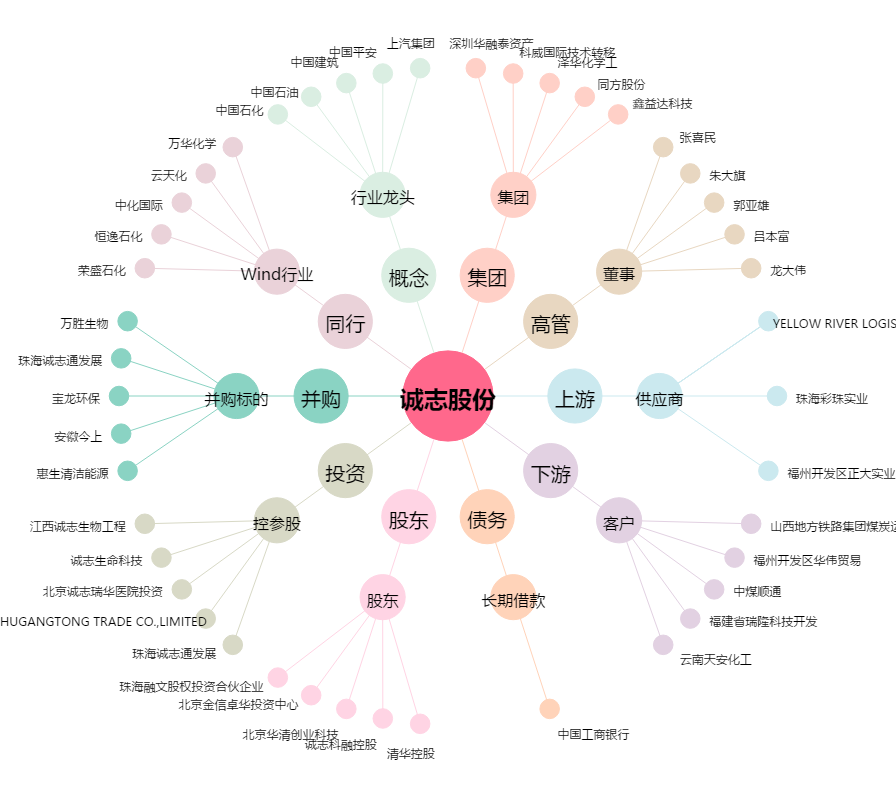 诚志股份
概念
行业龙头
中国石化
中国石油
中国建筑
中国平安
上汽集团
集团
集团
深圳华融泰资产
科威国际技术转移
泽华化学工
同方股份
鑫益达科技
高管
董事
张喜民
朱大旗
郭亚雄
吕本富
龙大伟
上游
供应商
YELLOW RIVER LOGIS
珠海彩珠实业
福州开发区正大实业
下游
客户
山西地方铁路集团煤炭运
福州开发区华伟贸易
中煤顺通
福建省瑞隆科技开发
云南天安化工
债务
长期借款
中国工商银行
股东
股东
清华控股
诚志科融控股
北京华清创业科技
北京金信卓华投资中心
珠海融文股权投资合伙企业
投资
控参股
珠海诚志通发展
HUGANGTONG TRADE CO.,LIMITED
北京诚志瑞华医院投资
诚志生命科技
江西诚志生物工程
并购
并购标的
惠生清洁能源
安徽今上
宝龙环保
珠海诚志通发展
万胜生物
同行
Wind行业
荣盛石化
恒逸石化
中化国际
云天化
万华化学